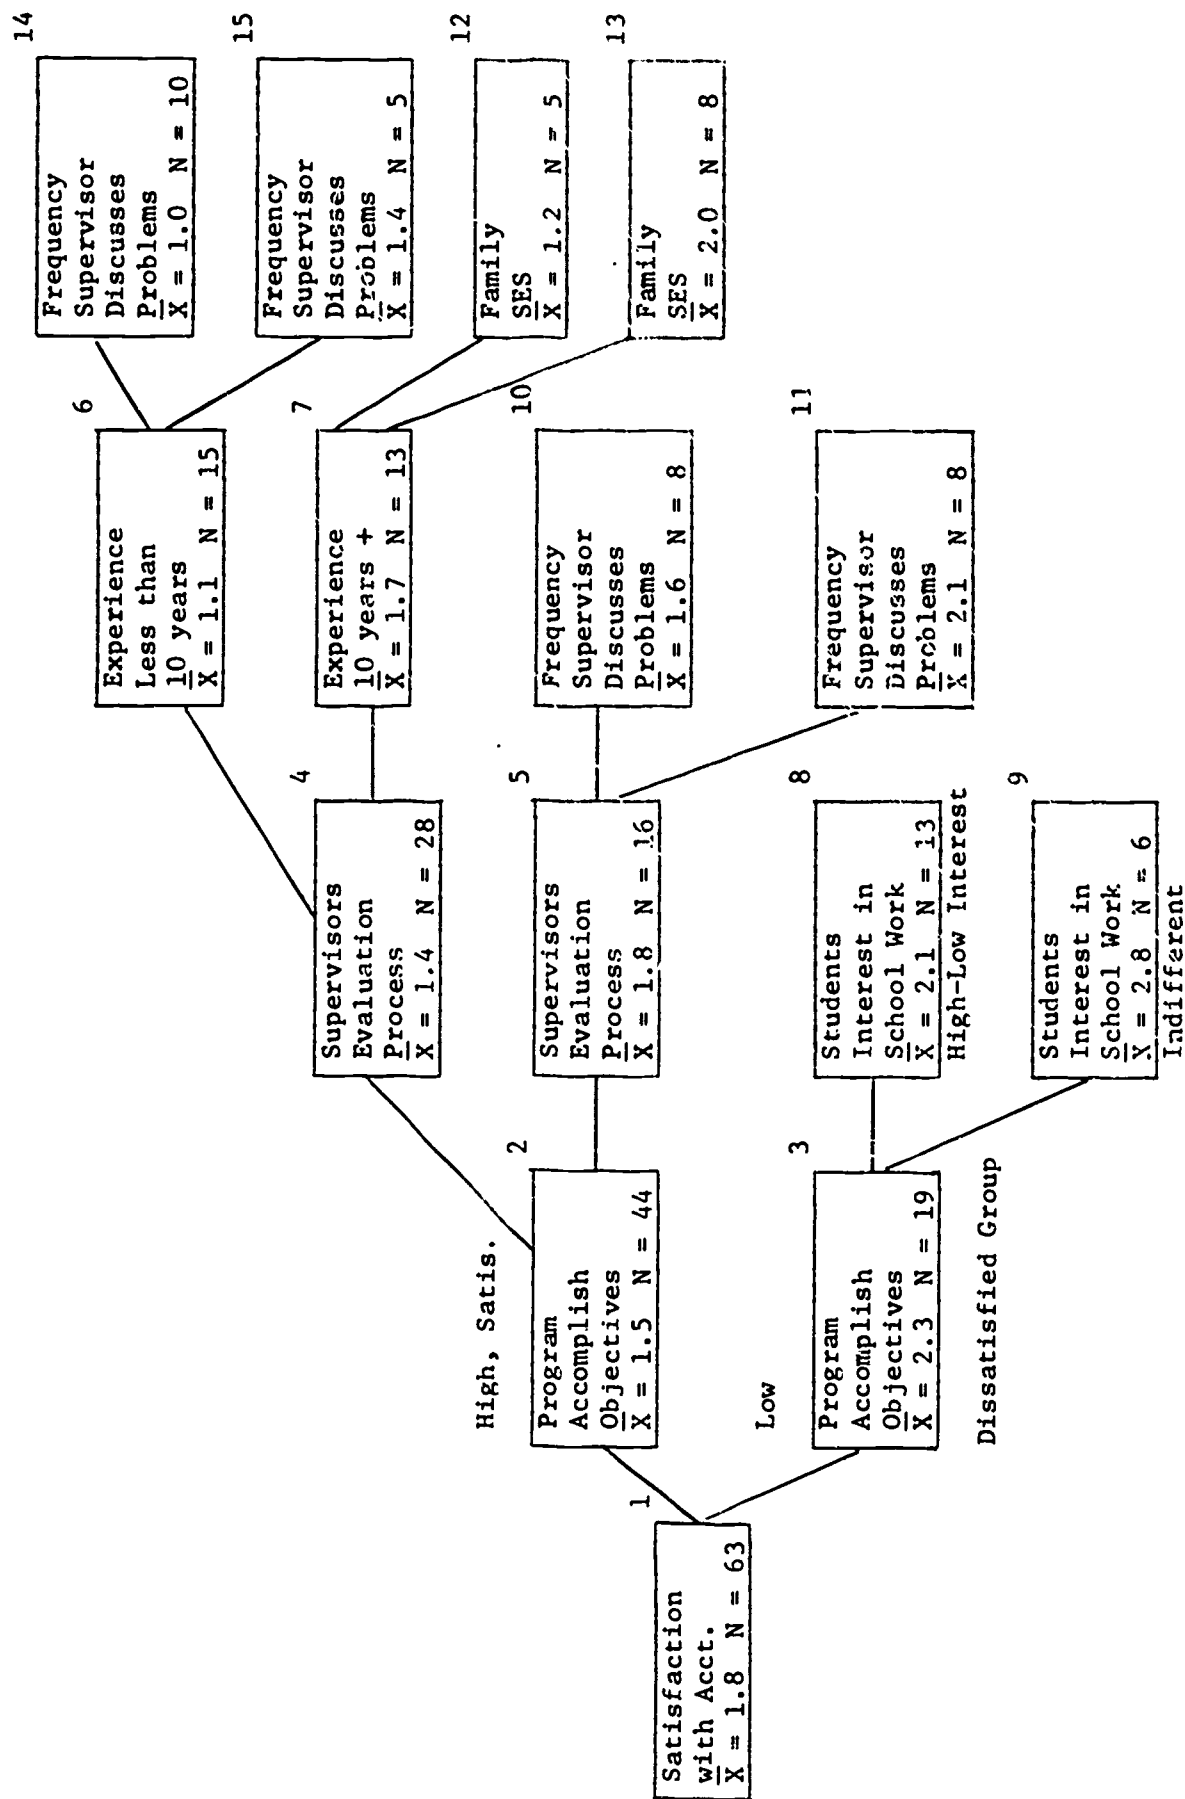 1
Satisfaction
with Acct.
X̄ = 1.8 N = 63
High, Satis.
2
Program
Accomplish
Objectives
X̄ = 1.5 N = 44
Low
3
Program
Accomplish
Objectives
X̄ = 2.3 N = 19
Dissatisfied Group
4
Supervisors
Evaluation
Process
X̄ = 1.4 N = 28
5
Supervisors
Evaluation
Process
X̄ = 1.8 N = 16
8
Students
Interest in
School Work
X̄ = 2.1 N = 13
High-Low Interest
9
Students
Interest in
School Work
X̄ = 2.8 N = 6
Indifferent
6
Experience
Less than
10 years
X̄ = 1.1 N = 15
7
Experience
10 years +
X̄ = 1.7 N = 13
10
Frequency
Supervisor
Discusses
Problems
X̄ = 1.6 N = 8
11
Frequency
Supervisor
Discusses
Problems
X̄ = 2.1 N = 8
14
Frequency
Supervisor
Discusses
Problems
X̄ = 1.0 N = 10
15
Frequency
Supervisor
Discusses
Problems
X̄ = 1.4 N = 5
12
Family
SES
X̄ = 1.2 N = 5
13
Family
SES
X̄ = 2.0 N = 8